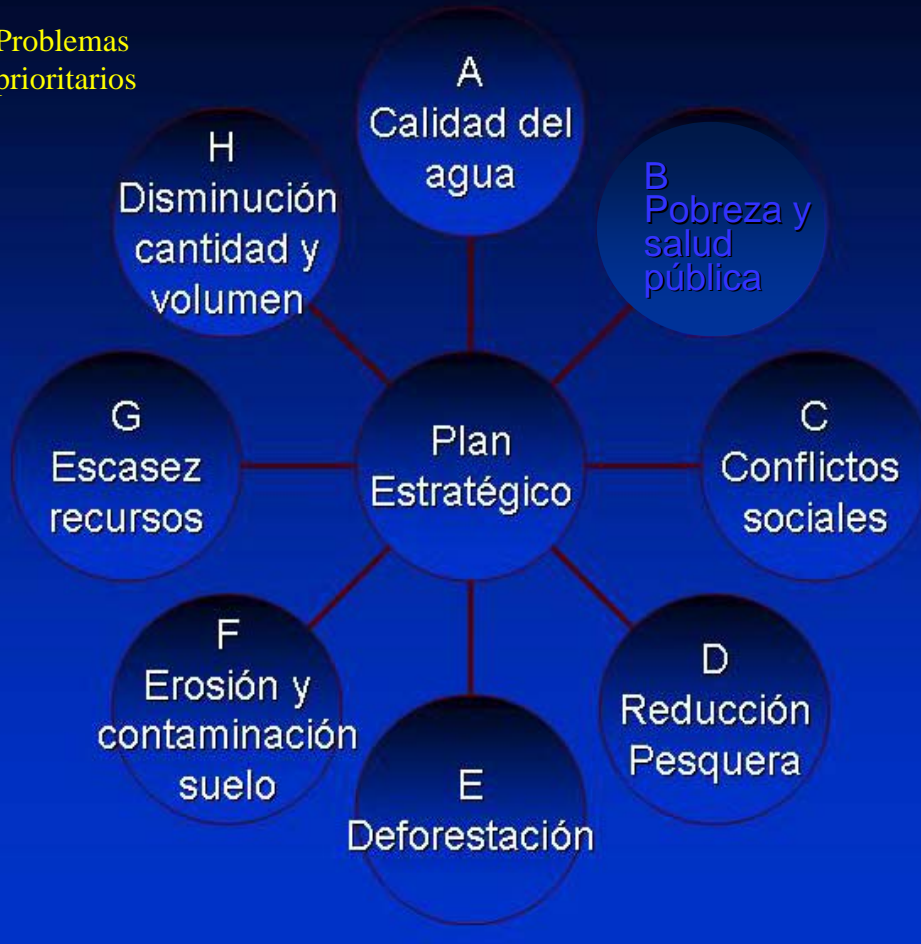 Problemas
prioritarios
A
Calidad del
agua
B
Pobreza y
salud
pública
C
Conflictos
sociales
D
Reducción
Pesquera
E
Deforestación
F
Erosión y
contaminación
suelo
G
Escasez
recursos
H
Disminución
cantidad y
volumen
Plan
Estratégico